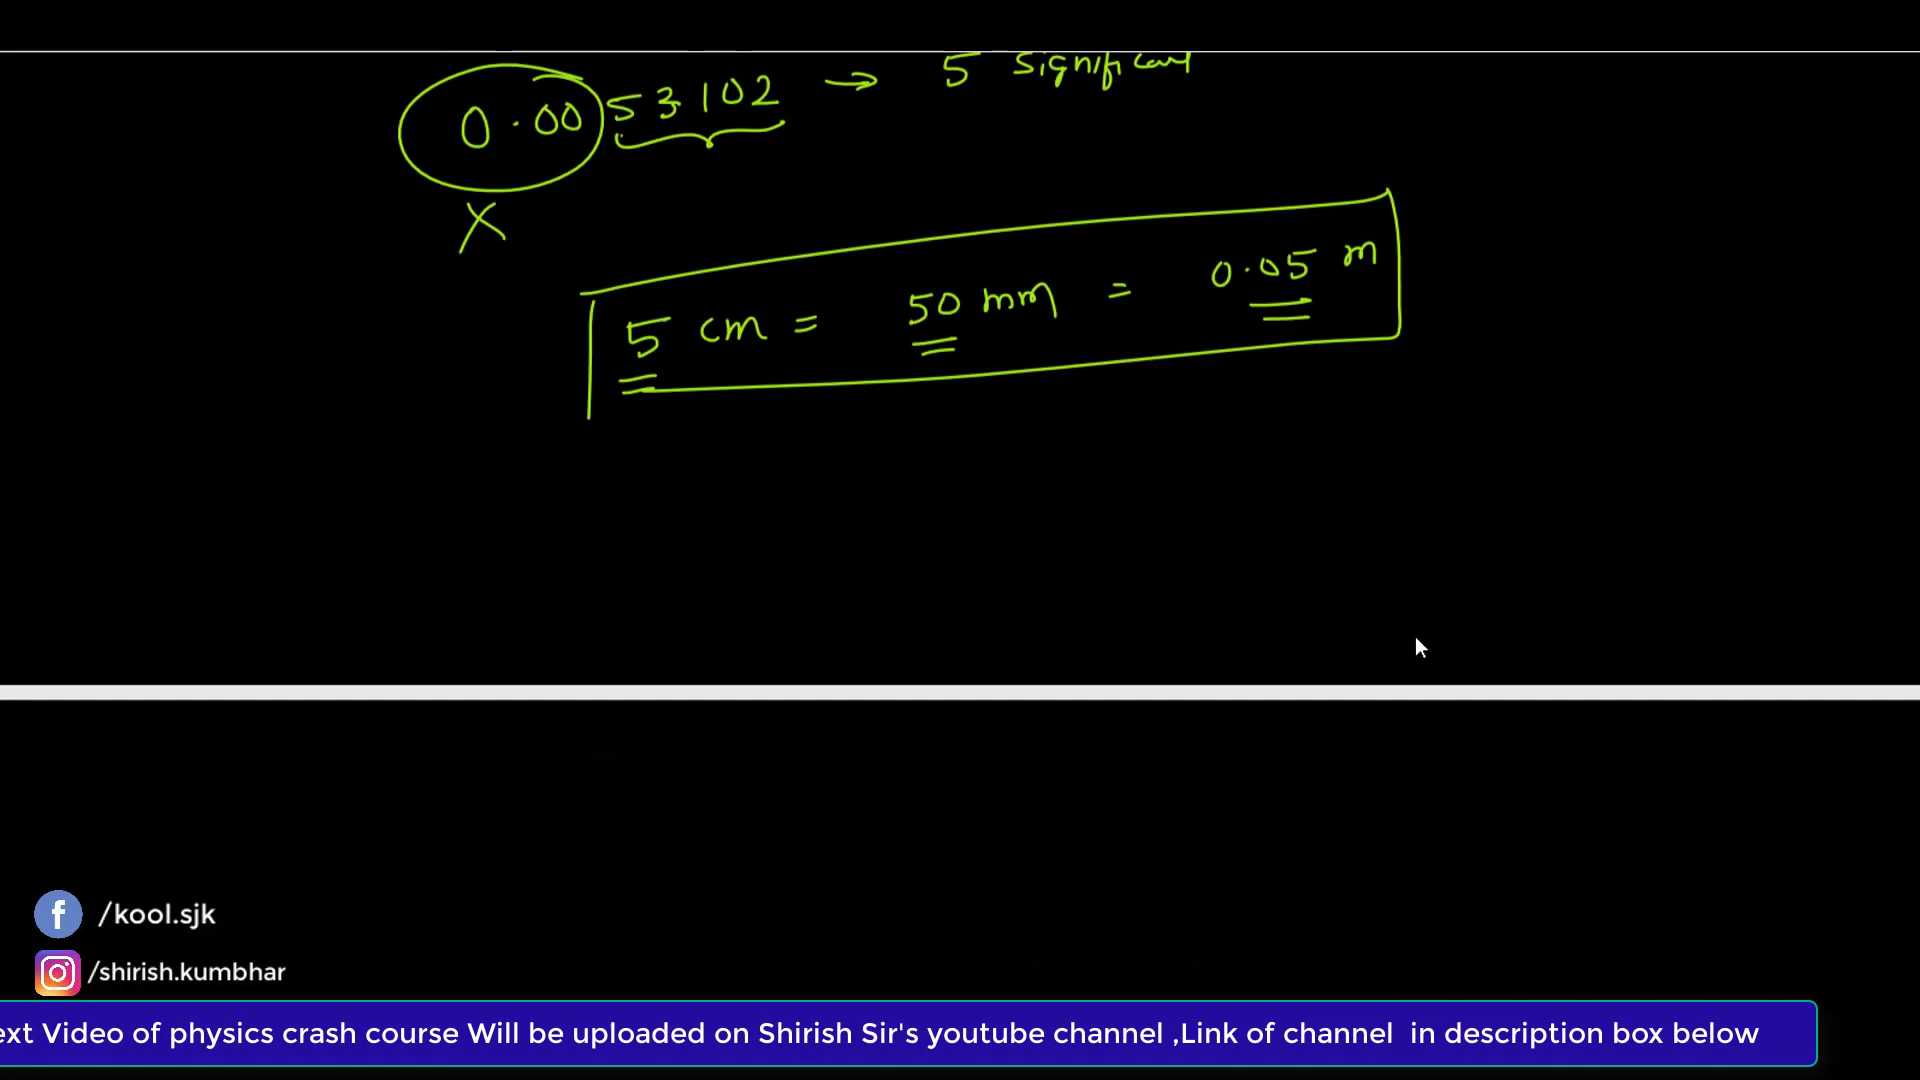 0.0053102 → 5 significant
X
5 cm = 50 mm = 0.05 m
f /kool.sjk
/shirish.kumbhar
ext Video of physics crash course Will be uploaded on Shirish Sir's youtube channel ,Link of channel in description box below